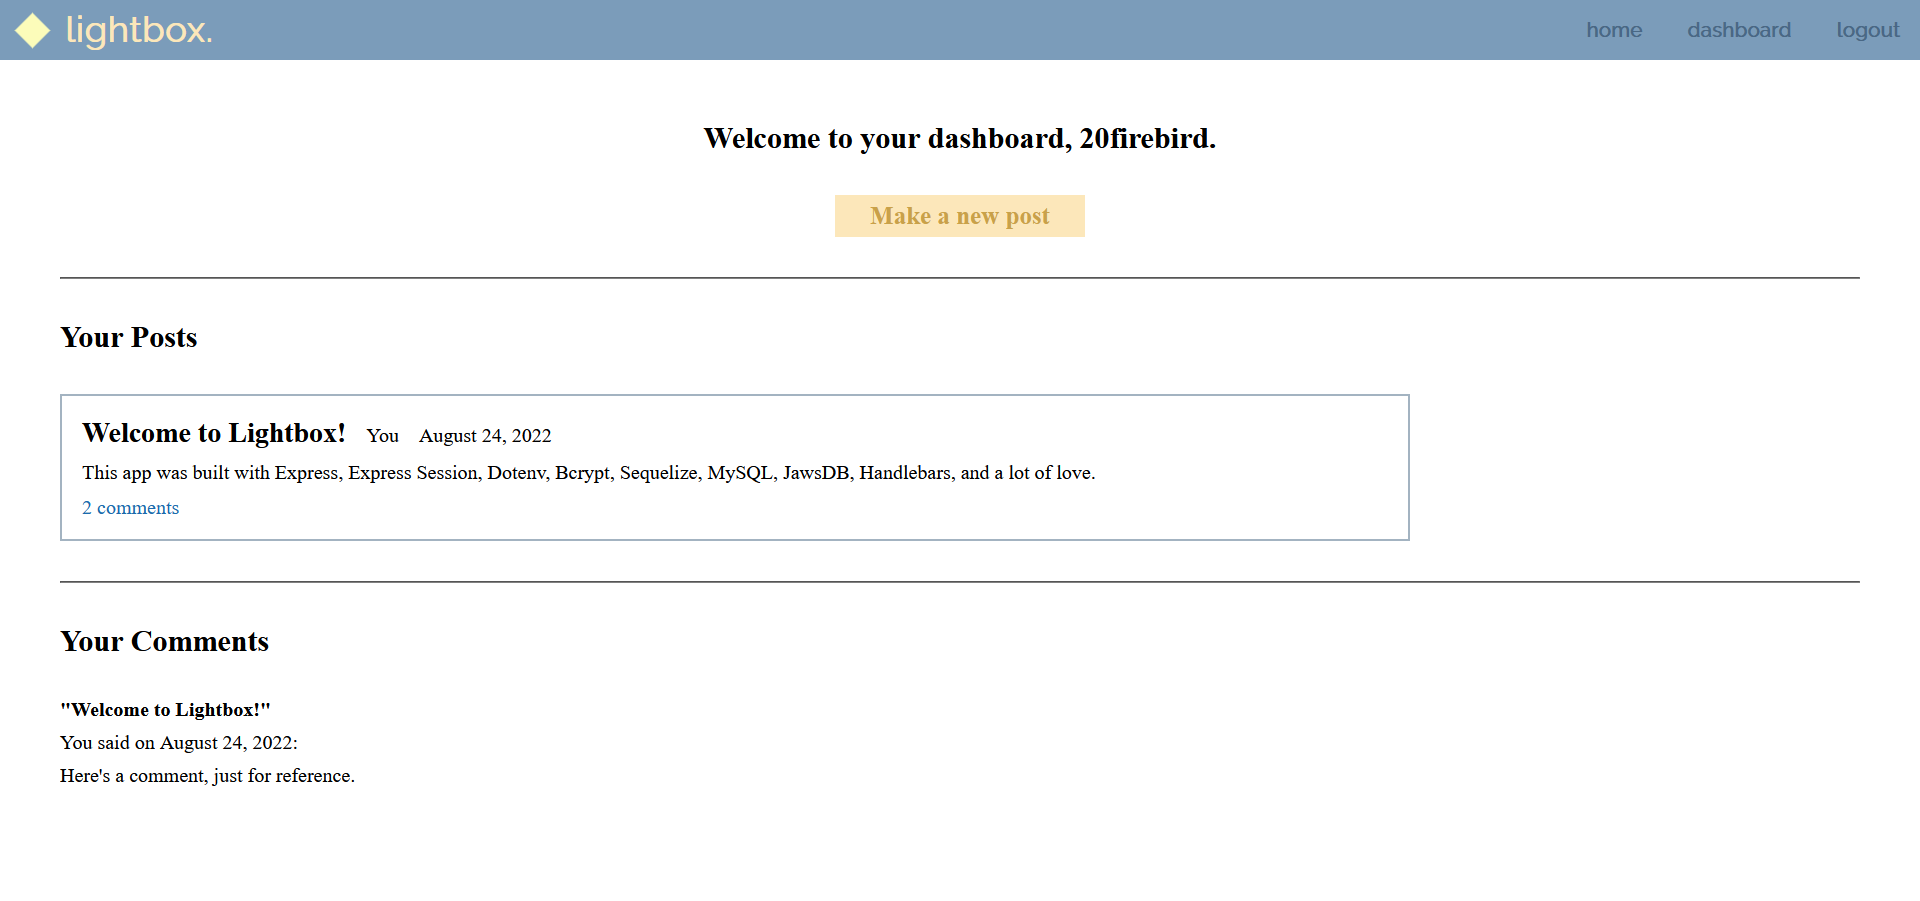 lightbox.
home dashboard logout
Welcome to your dashboard, 20firebird.
Make a new post
Your Posts
Welcome to Lightbox! You August 24, 2022
This app was built with Express, Express Session, Dotenv, Bcrypt, Sequelize, MySQL, JawsDB, Handlebars, and a lot of love.
2 comments
Your Comments
"Welcome to Lightbox!"
You said on August 24, 2022:
Here's a comment, just for reference.